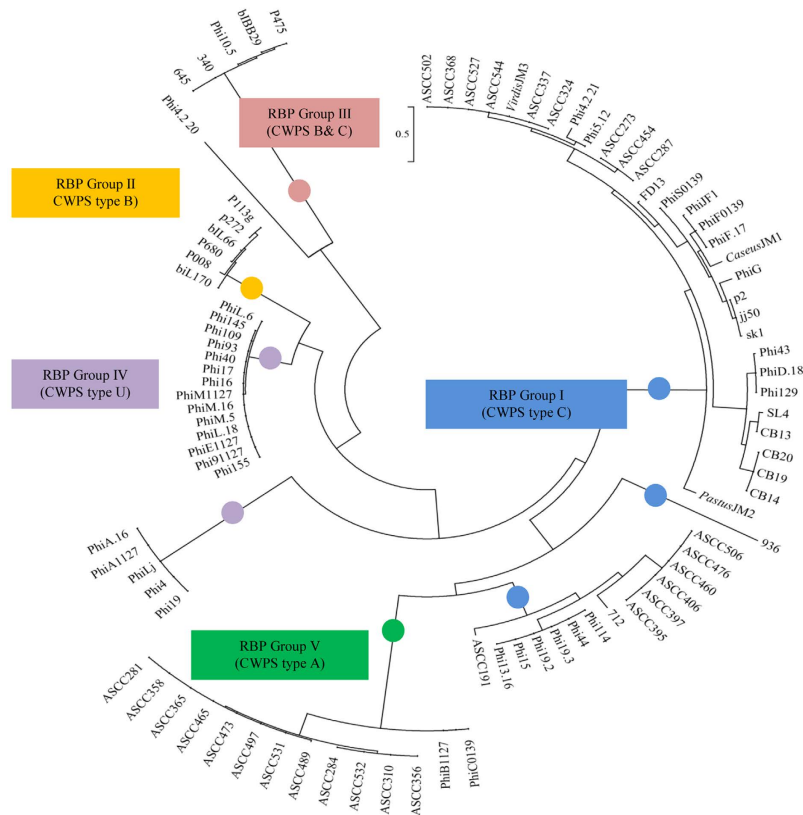 P475
bIBB29
Phi10.5
340
645
Phi4.2.20
RBP Group III
(CWPS B& C)
0.5
RBP Group II
CWPS type B)
P113g
p272
bIL66
P680
P008
biL170
PhiL.6
Phi145
Phi109
Phi93
Phi40
Phi17
Phi16
PhiM1127
PhiM.16
PhiM.5
PhiL.18
PhiE1127
Phi91127
Phi155
RBP Group IV
(CWPS type U)
PhiA.16
PhiA1127
PhiLj
Phi4
Phi19
RBP Group V
(CWPS type A)
ASCC281
ASCC358
ASCC365
ASCC465
ASCC473
ASCC497
ASCC531
ASCC489
ASCC284
ASCC532
ASCC310
ASCC356
PhiB1127
PhiC0139
ASCC191
Phi13.16
Phi15
Phi19.2
Phi19.3
Phi44
Phi114
712
ASCC395
ASCC397
ASCC406
ASCC460
ASCC476
ASCC506
936
PastusJM2
RBP Group I
(CWPS type C)
CB14
CB19
CB20
CB13
SL4
Phi129
PhiD.18
Phi43
sk1
jj50
p2
PhiG
CaseusJM1
PhiF.17
PhiF0139
PhiJF1
PhiS0139
FD13
ASCC287
ASCC454
ASCC273
Phi5.12
Phi4.2.21
ASCC324
ASCC337
VirdisJM3
ASCC544
ASCC527
ASCC368
ASCC502